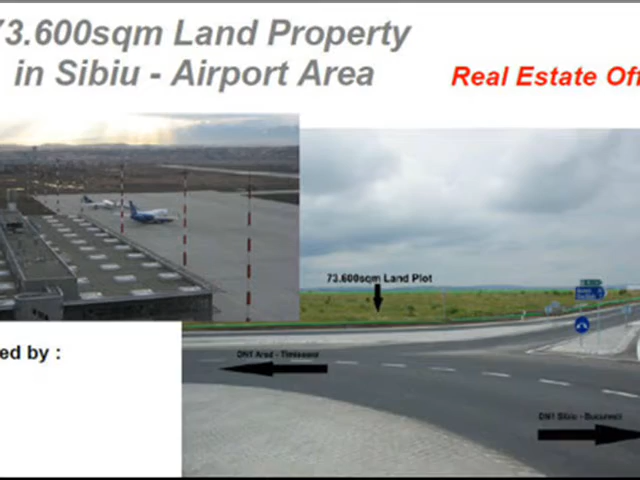 73.600sqm Land Property
in Sibiu - Airport Area
Real Estate Off
73.600sqm Land Plot
ed by :
DN1 Arad - Timisoara
DN1 Sibiu - Bucuresti